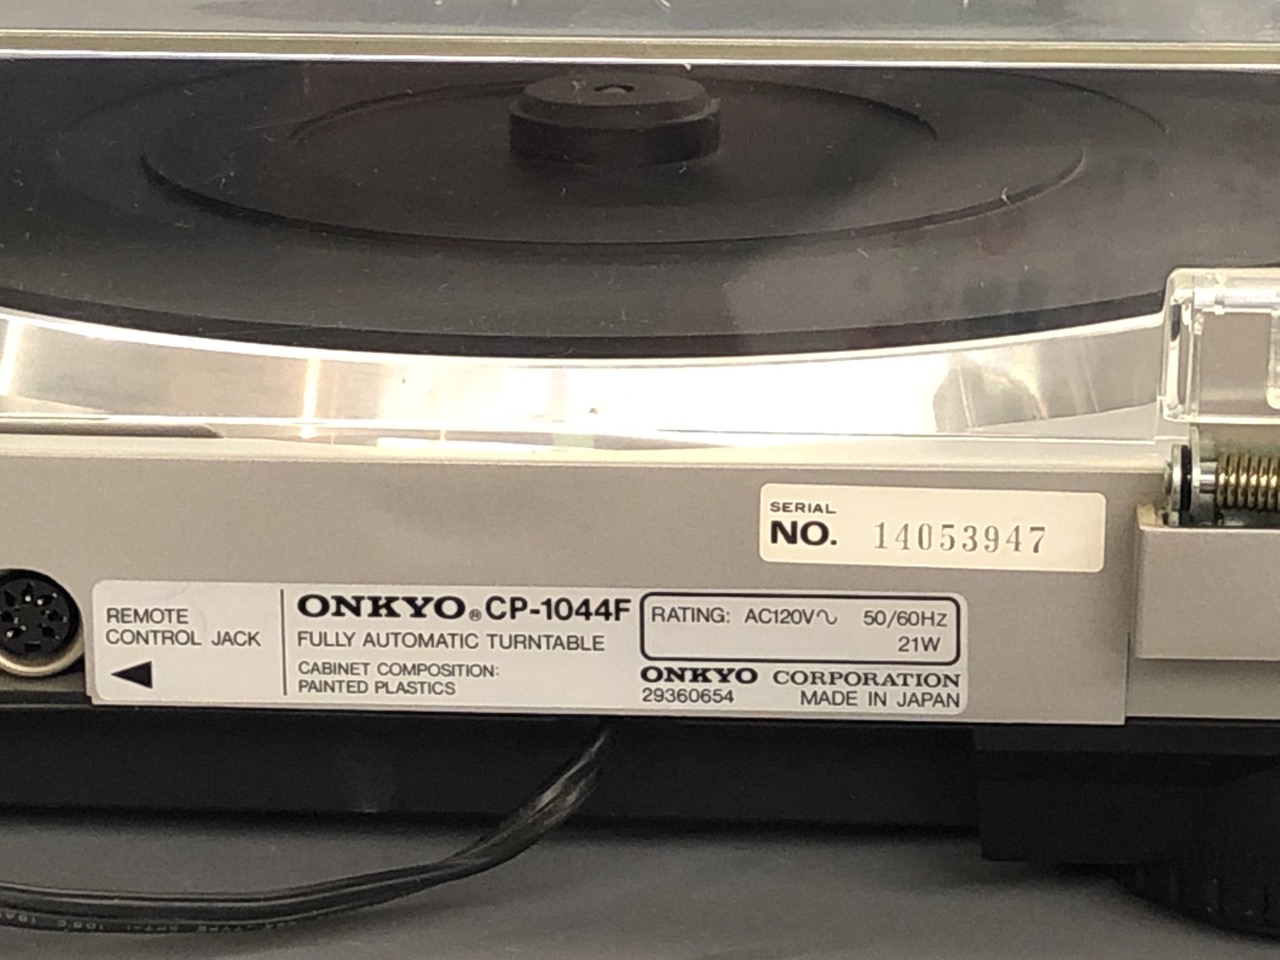 SERIAL
NO. 14053947
REMOTE
CONTROL JACK
ONKYO® CP-1044F
FULLY AUTOMATIC TURNTABLE
CABINET COMPOSITION:
PAINTED PLASTICS
RATING: AC120V∿ 50/60Hz
21W
ONKYO CORPORATION
29360654 MADE IN JAPAN